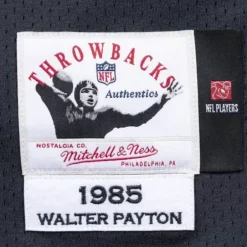 THROWBACKS
NFL
Authentics
NFL PLAYERS
NOSTALGIA CO.
Mitchell & Ness
PHILADELPHIA, PA
1985
WALTER PAYTON